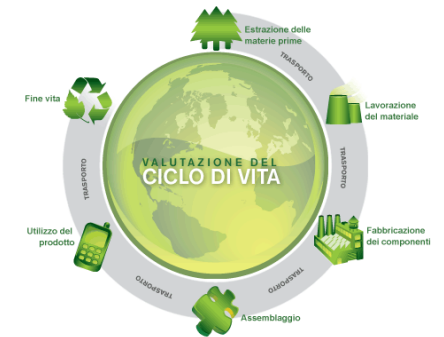 Estrazione delle
materie prime
TRASPORTO
Lavorazione
del materiale
TRASPORTO
Fabbricazione
dei componenti
TRASPORTO
Assemblaggio
TRASPORTO
Utilizzo del
prodotto
TRASPORTO
Fine vita
VALUTAZIONE DEL
CICLO DI VITA